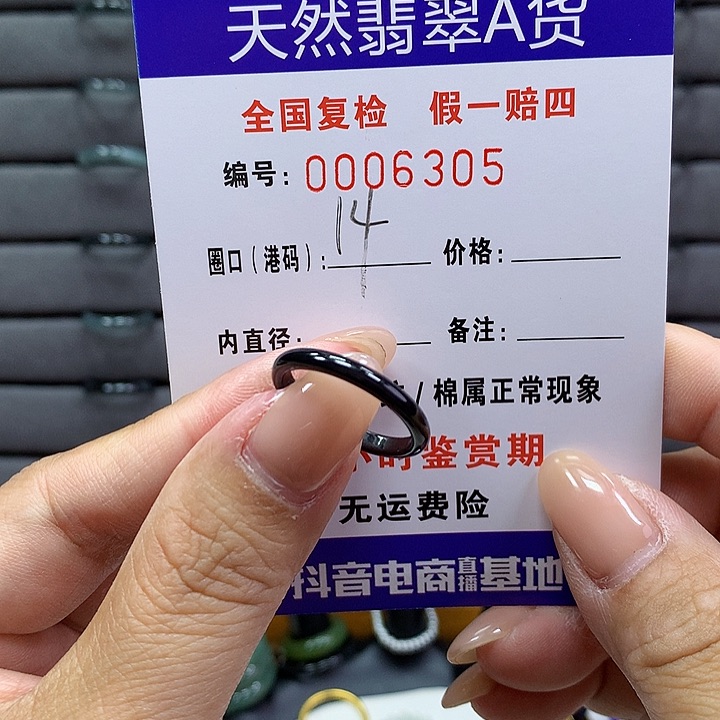 天然翡翠A货
全国复检 假一赔四
编号: 0006305
圈口(港码): 14 价格:
内直径: 备注:
/棉属正常现象
小时鉴赏期
无运费险
抖音电商直播基地